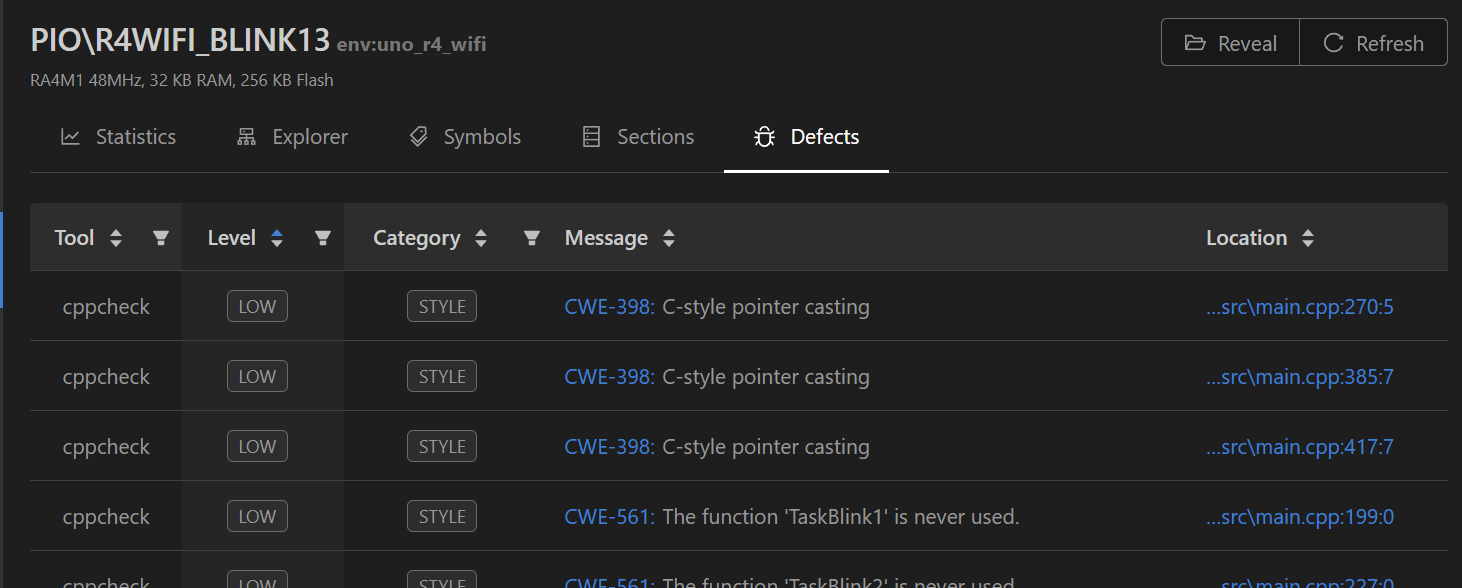 PIO\R4WIFI_BLINK13 env:uno_r4_wifi
Reveal
Refresh
RA4M1 48MHz, 32 KB RAM, 256 KB Flash
Statistics
Explorer
Symbols
Sections
Defects
Tool Level Category Message Location
cppcheck LOW STYLE CWE-398: C-style pointer casting ...src\main.cpp:270:5
cppcheck LOW STYLE CWE-398: C-style pointer casting ...src\main.cpp:385:7
cppcheck LOW STYLE CWE-398: C-style pointer casting ...src\main.cpp:417:7
cppcheck LOW STYLE CWE-561: The function 'TaskBlink1' is never used. ...src\main.cpp:199:0
cppcheck LOW STYLE CWE-561: The function 'TaskBlink2' is never used. ...src\main.cpp:227:0